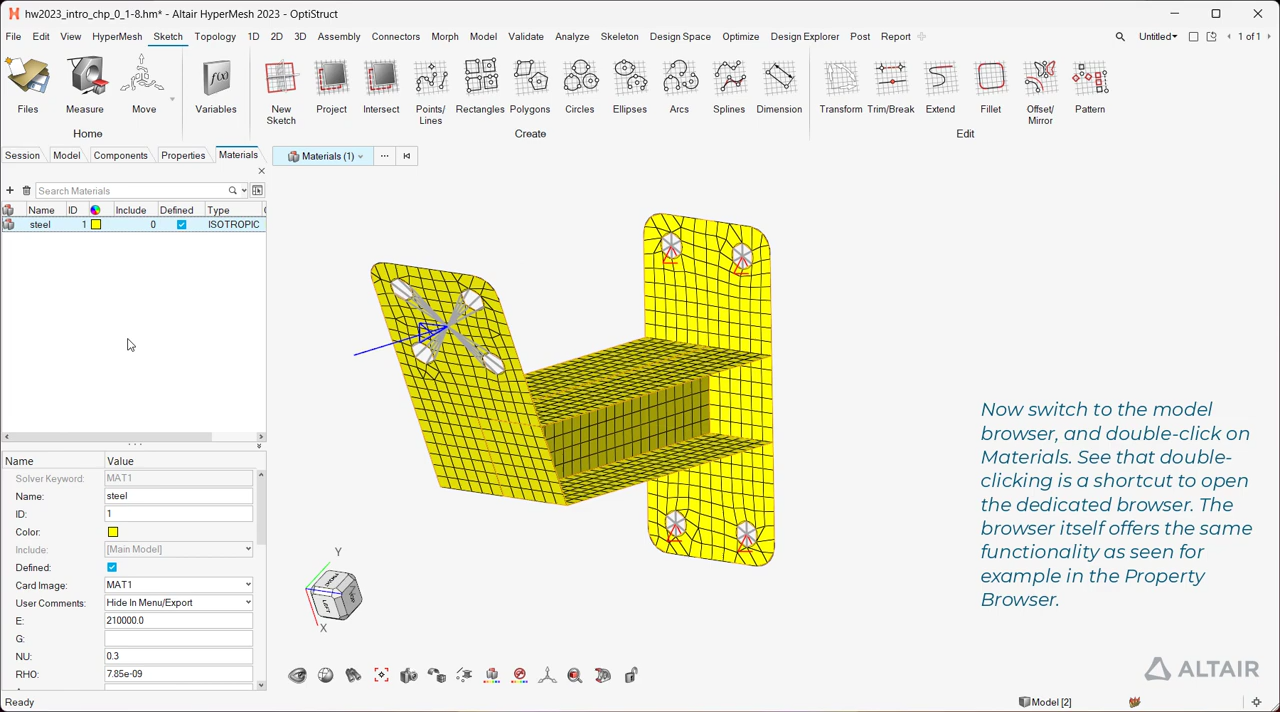 hw2023_intro_chp_0_1-8.hm* - Altair HyperMesh 2023 - OptiStruct
File Edit View HyperMesh Sketch Topology 1D 2D 3D Assembly Connectors Morph Model Validate Analyze Skeleton Design Space Optimize Design Explorer Post Report Untitled 1 of 1
Files Measure Move Variables New Sketch Project Intersect Points/Lines Rectangles Polygons Circles Ellipses Arcs Splines Dimension Transform Trim/Break Extend Fillet Offset/Mirror Pattern
Home Create Edit
Session Model Components Properties Materials Materials (1)
Search Materials
Name ID Include Defined Type
steel 1 0 ISOTROPIC
Name Value
Solver Keyword: MAT1
Name: steel
ID: 1
Color:
Include: [Main Model]
Defined:
Card Image: MAT1
User Comments: Hide In Menu/Export
E: 210000.0
G:
NU: 0.3
RHO: 7.85e-09
Y
X
LEFT
Now switch to the model
browser, and double-click on
Materials. See that double-
clicking is a shortcut to open
the dedicated browser. The
browser itself offers the same
functionality as seen for
example in the Property
Browser.
ALTAIR
Ready Model [2]